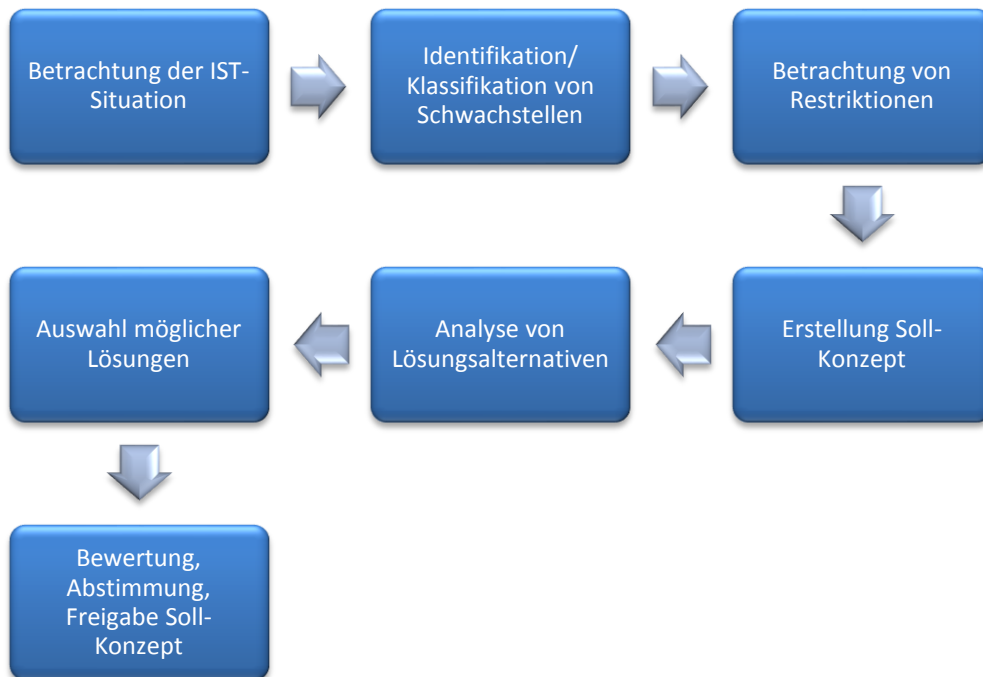 Betrachtung der IST-
Situation
Identifikation/
Klassifikation von
Schwachstellen
Betrachtung von
Restriktionen
Erstellung Soll-
Konzept
Analyse von
Lösungsalternativen
Auswahl möglicher
Lösungen
Bewertung,
Abstimmung,
Freigabe Soll-
Konzept